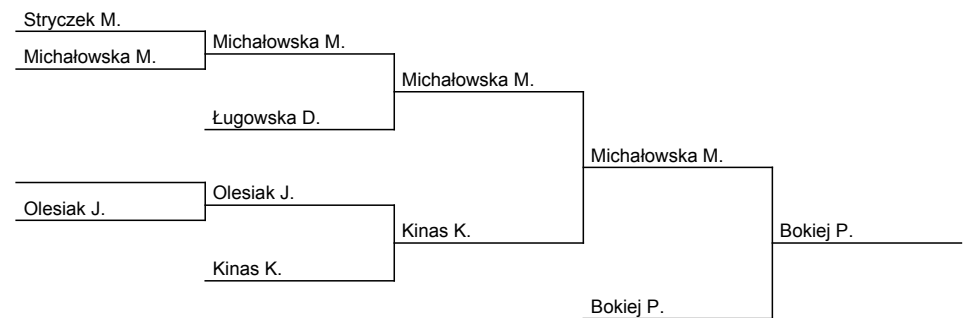 Stryczek M.
Michałowska M.
Michałowska M.
Michałowska M.
Ługowska D.
Michałowska M.
Olesiak J.
Olesiak J.
Kinas K.
Bokiej P.
Kinas K.
Bokiej P.